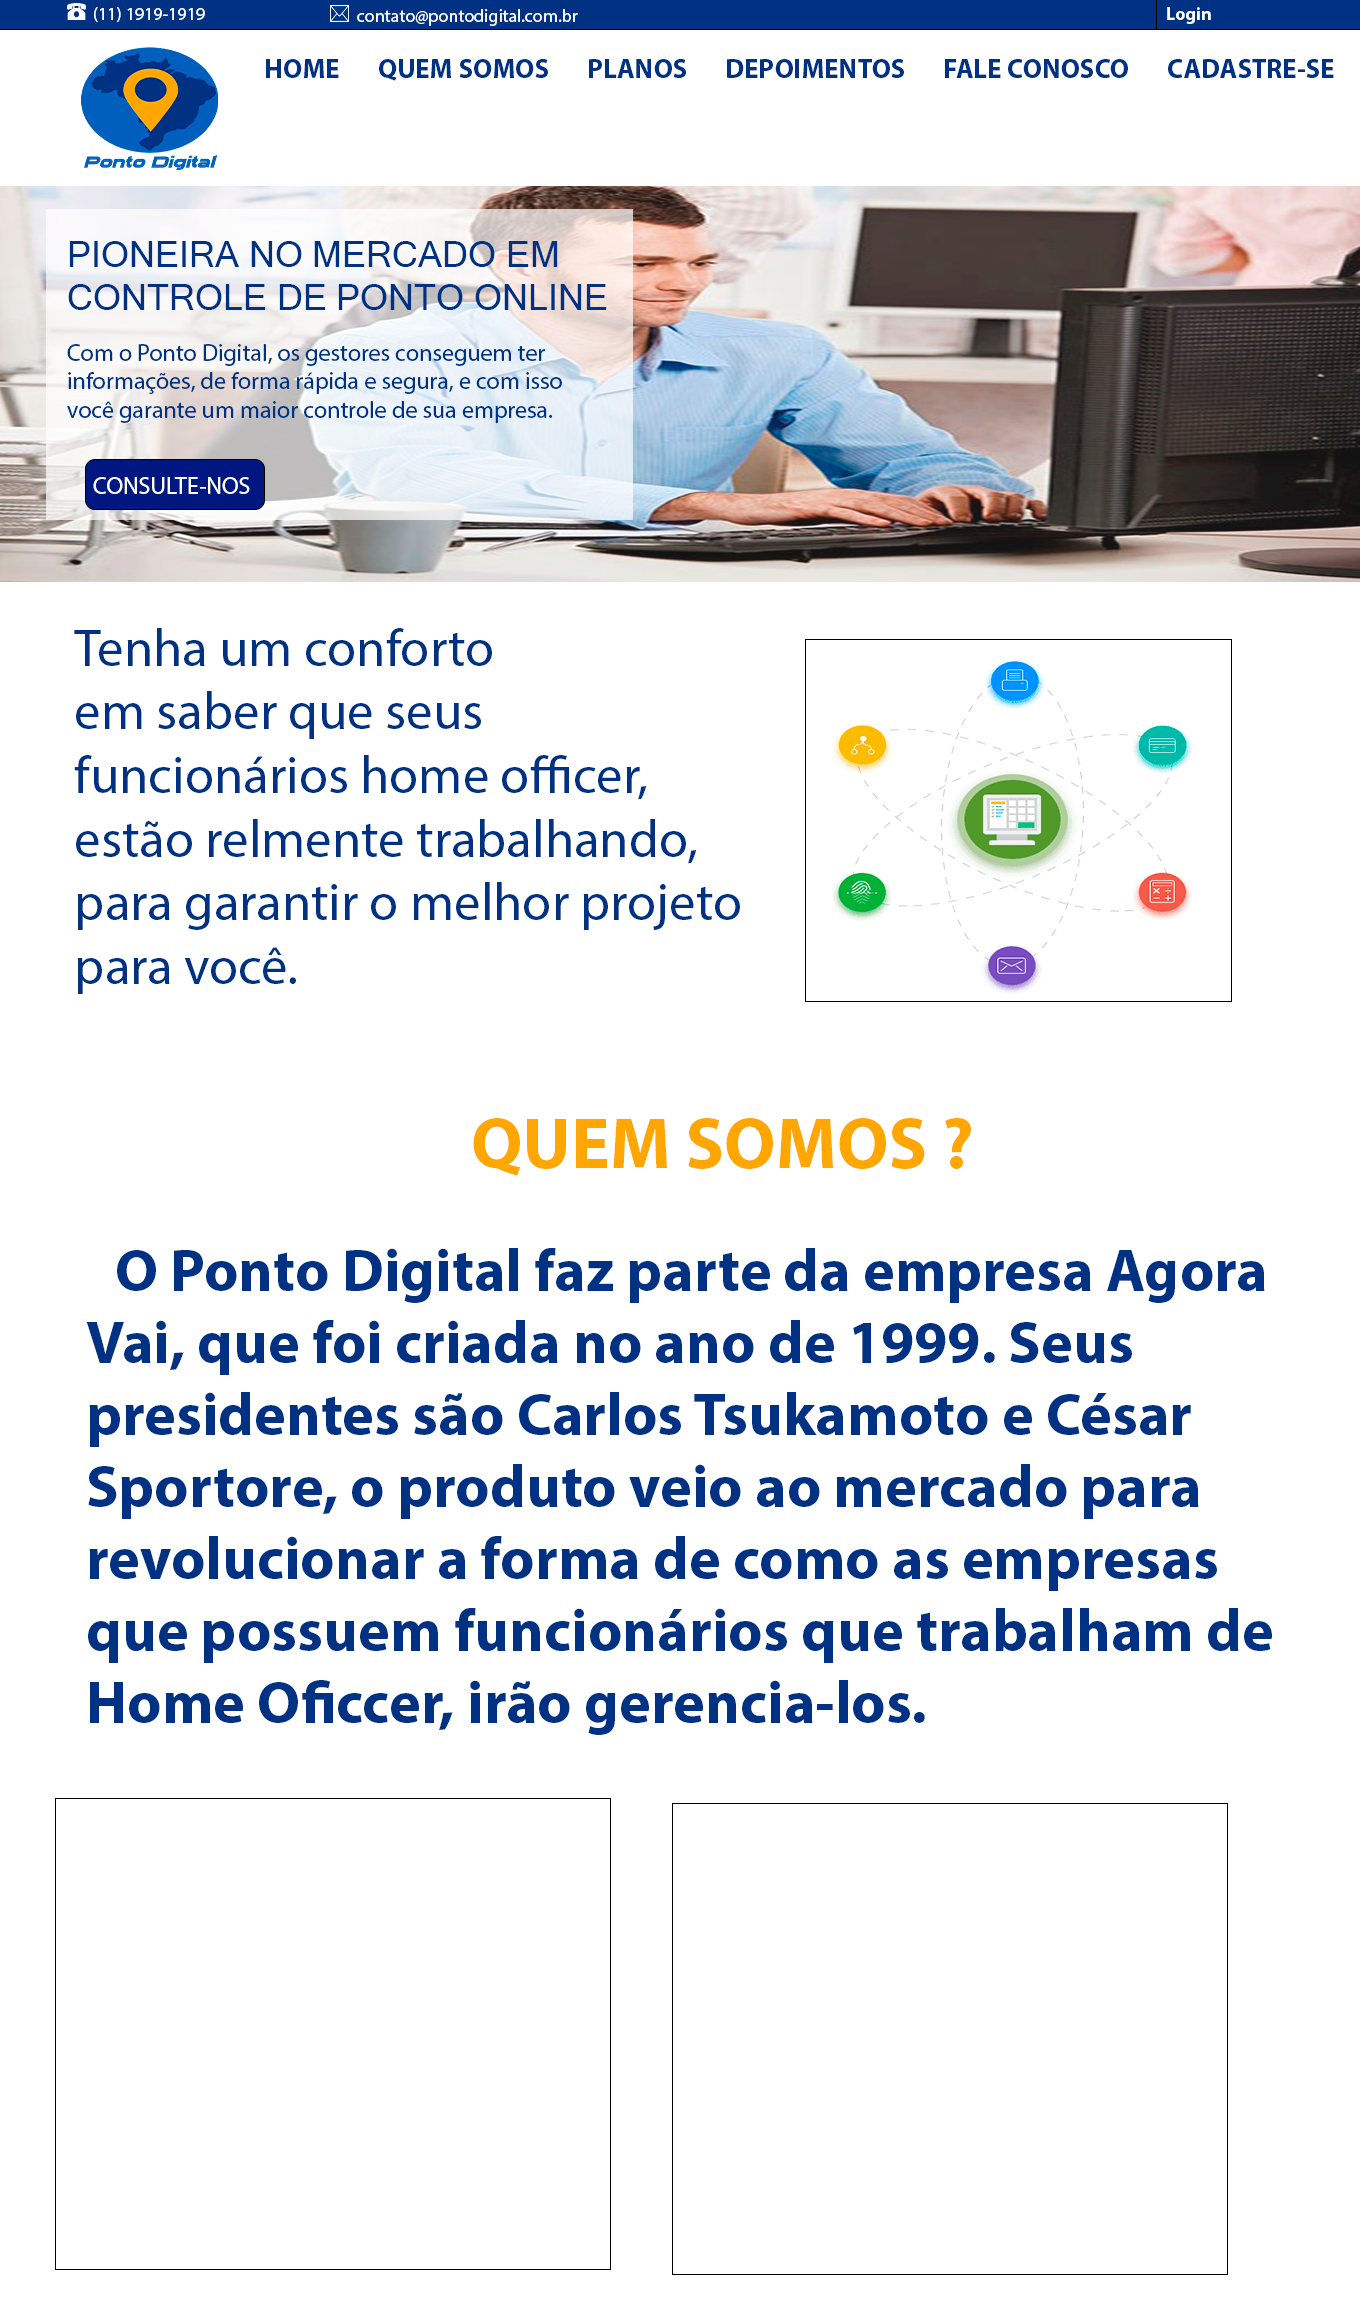 (11) 1919-1919
contato@pontodigital.com.br
Login
HOME QUEM SOMOS PLANOS DEPOIMENTOS FALE CONOSCO CADASTRE-SE
Ponto Digital
PIONEIRA NO MERCADO EM
CONTROLE DE PONTO ONLINE
Com o Ponto Digital, os gestores conseguem ter
informações, de forma rápida e segura, e com isso
você garante um maior controle de sua empresa.
CONSULTE-NOS
Tenha um conforto
em saber que seus
funcionários home officer,
estão relmente trabalhando,
para garantir o melhor projeto
para você.
QUEM SOMOS ?
O Ponto Digital faz parte da empresa Agora
Vai, que foi criada no ano de 1999. Seus
presidentes são Carlos Tsukamoto e César
Sportore, o produto veio ao mercado para
revolucionar a forma de como as empresas
que possuem funcionários que trabalham de
Home Oficcer, irão gerencia-los.